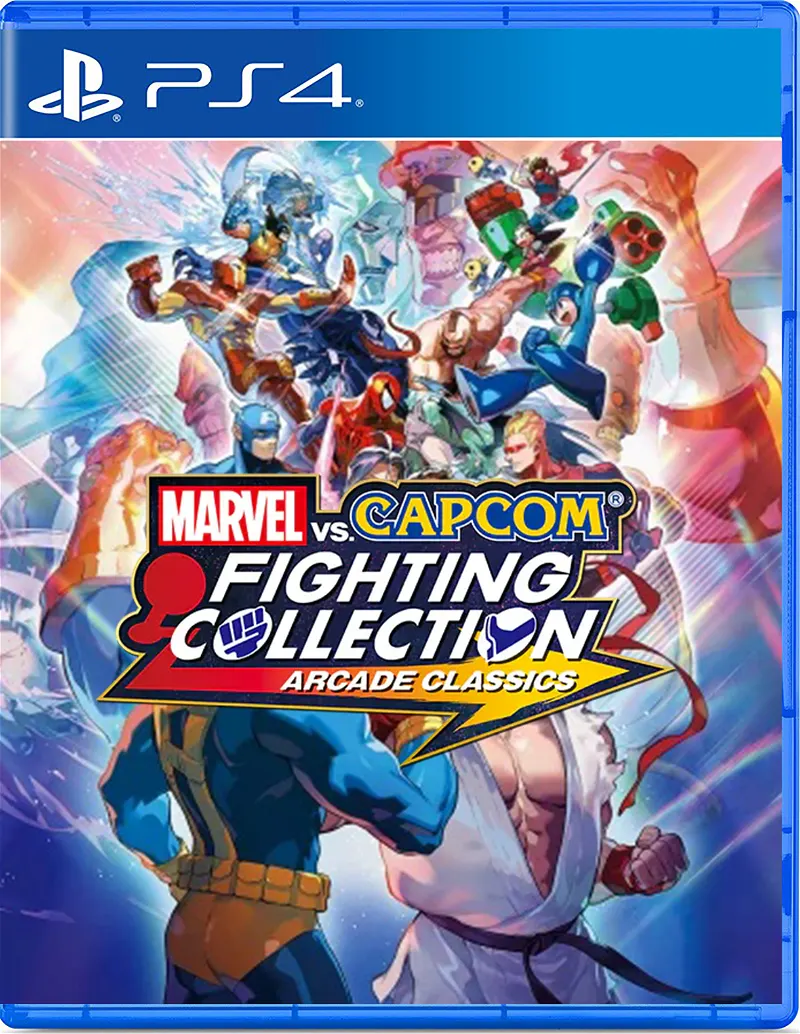 PS4®
MARVEL vs. CAPCOM®
FIGHTING
COLLECTION
ARCADE CLASSICS